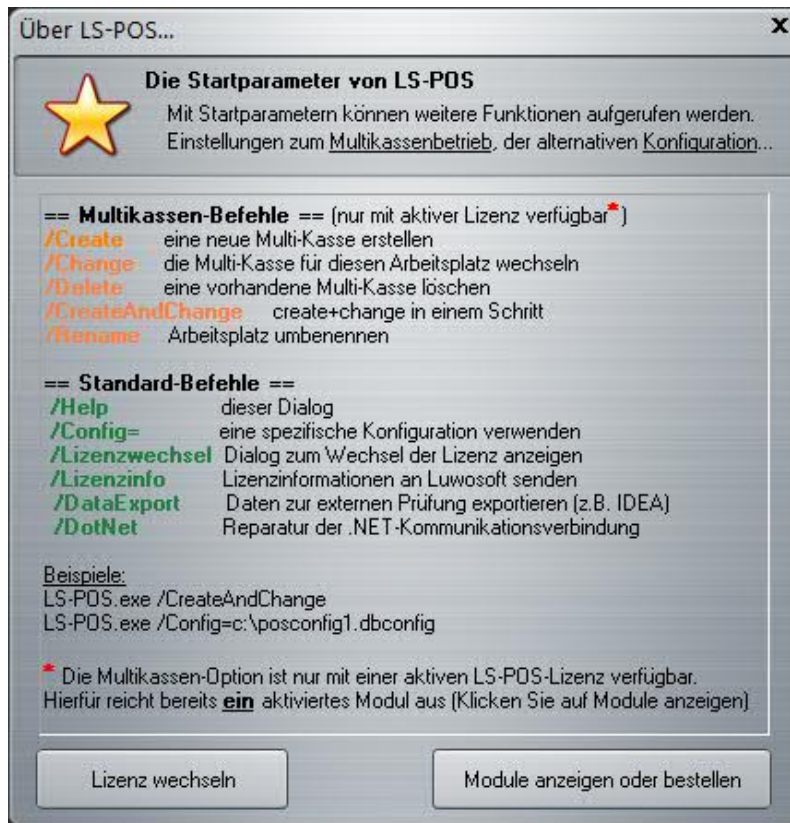 Über LS-POS...
x
Die Startparameter von LS-POS
Mit Startparametern können weitere Funktionen aufgerufen werden.
Einstellungen zum Multikassenbetrieb, der alternativen Konfiguration...
== Multikassen-Befehle == (nur mit aktiver Lizenz verfügbar*)
/Create eine neue Multi-Kasse erstellen
/Change die Multi-Kasse für diesen Arbeitsplatz wechseln
/Delete eine vorhandene Multi-Kasse löschen
/CreateAndChange create+change in einem Schritt
/Rename Arbeitsplatz umbenennen
== Standard-Befehle ==
/Help dieser Dialog
/Config= eine spezifische Konfiguration verwenden
/Lizenzwechsel Dialog zum Wechsel der Lizenz anzeigen
/Lizenzinfo Lizenzinformationen an Luwosoft senden
/DataExport Daten zur externen Prüfung exportieren (z.B. IDEA)
/DotNet Reparatur der .NET-Kommunikationsverbindung
Beispiele:
LS-POS.exe /CreateAndChange
LS-POS.exe /Config=c:\posconfig1.dbconfig
* Die Multikassen-Option ist nur mit einer aktiven LS-POS-Lizenz verfügbar.
Hierfür reicht bereits ein aktiviertes Modul aus (Klicken Sie auf Module anzeigen)
Lizenz wechseln
Module anzeigen oder bestellen